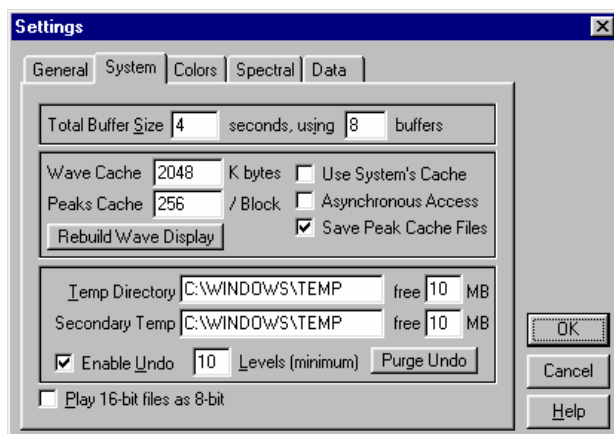 Settings
General System Colors Spectral Data
Total Buffer Size 4 seconds, using 8 buffers
Wave Cache 2048 K bytes Use System's Cache
Peaks Cache 256 / Block Asynchronous Access
Rebuild Wave Display Save Peak Cache Files
Temp Directory C:\WINDOWS\TEMP free 10 MB
Secondary Temp C:\WINDOWS\TEMP free 10 MB
Enable Undo 10 Levels (minimum) Purge Undo
Play 16-bit files as 8-bit
OK
Cancel
Help